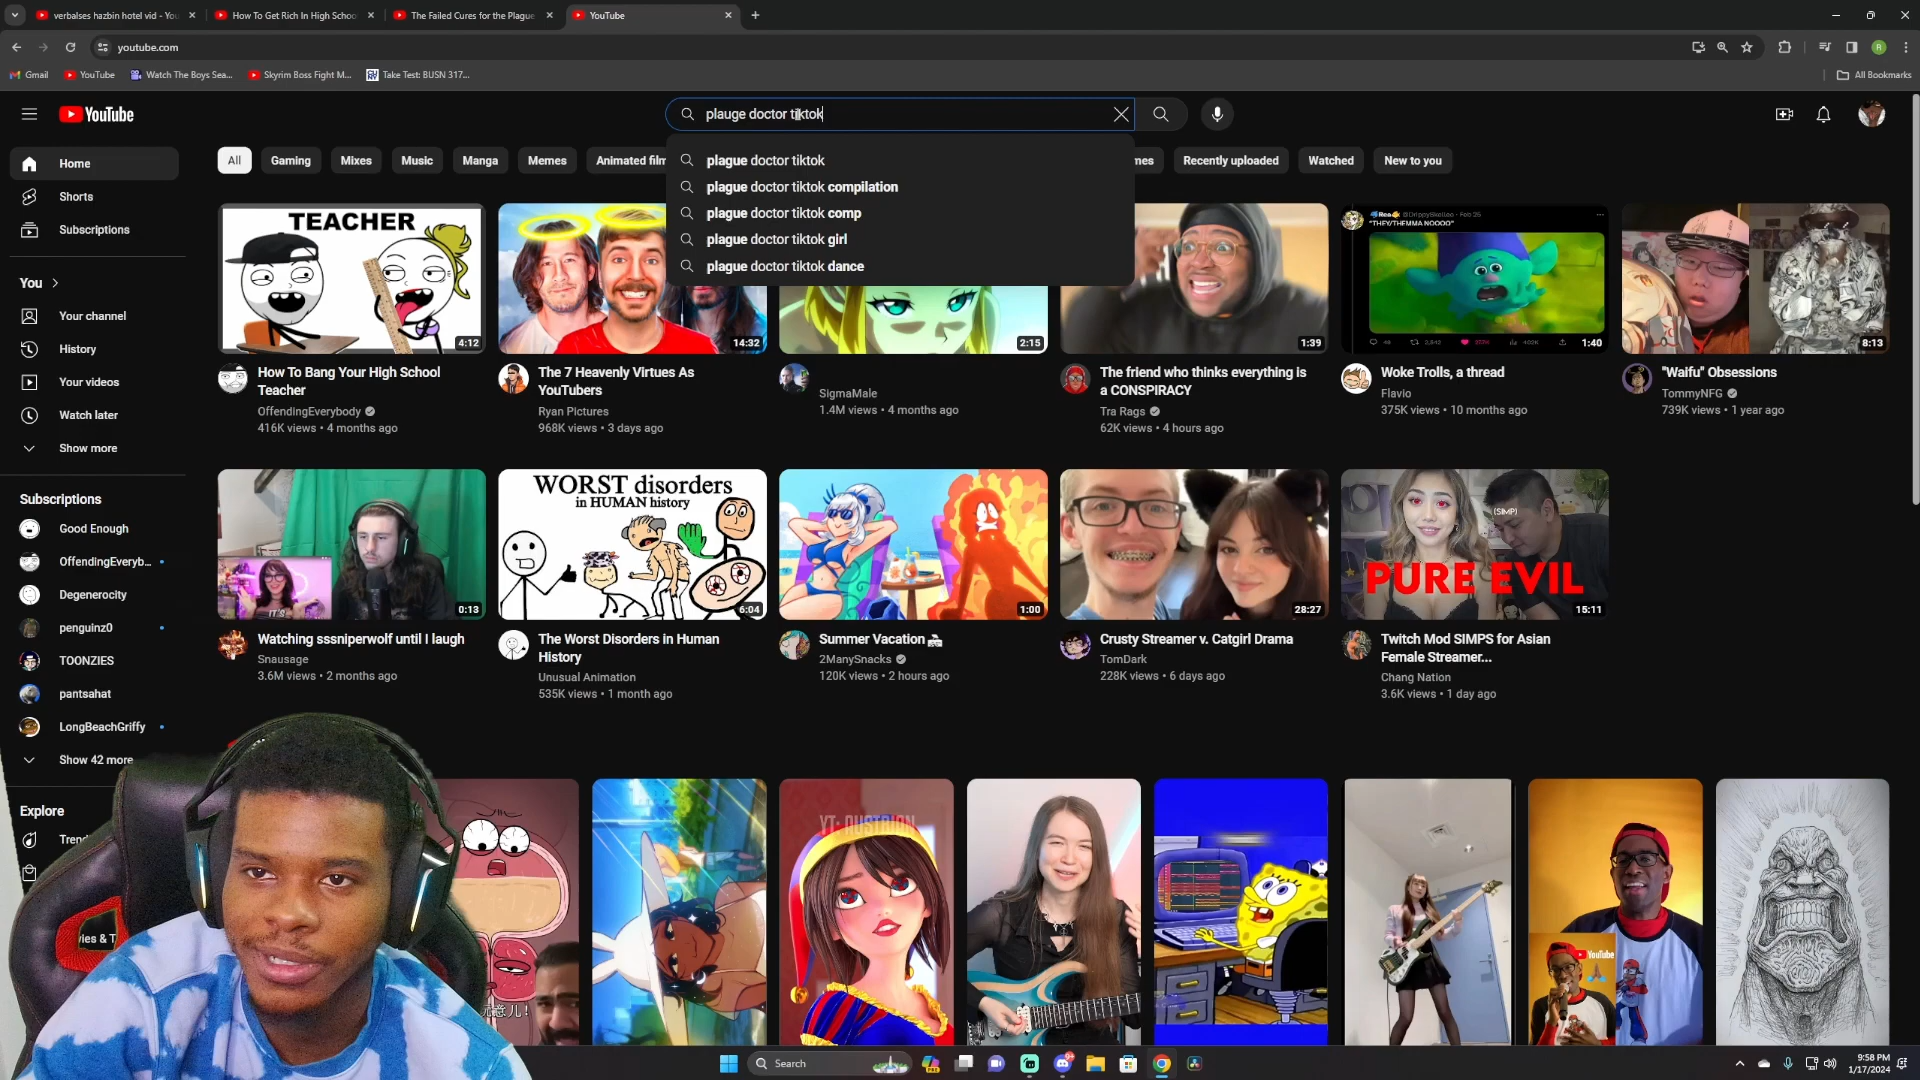 verbalses hazbin hotel vid - You
How To Get Rich In High Schoo
The Failed Cures for the Plague
YouTube
youtube.com
Gmail
YouTube
Watch The Boys Sea...
Skyrim Boss Fight M...
Take Test: BUSN 317...
All Bookmarks
YouTube
plauge doctor tiktok
plague doctor tiktok
plague doctor tiktok compilation
plague doctor tiktok comp
plague doctor tiktok girl
plague doctor tiktok dance
Home
Shorts
Subscriptions
You
Your channel
History
Your videos
Watch later
Show more
Subscriptions
Good Enough
OffendingEveryb...
Degenerocity
penguinz0
TOONZIES
pantsahat
LongBeachGriffy
Show 42 more
Explore
Trend
ies & T
All
Gaming
Mixes
Music
Manga
Memes
Animated film
mes
Recently uploaded
Watched
New to you
TEACHER
4:12
How To Bang Your High School
Teacher
OffendingEverybody
416K views • 4 months ago
14:32
The 7 Heavenly Virtues As
YouTubers
Ryan Pictures
968K views • 3 days ago
2:15
SigmaMale
1.4M views • 4 months ago
1:39
The friend who thinks everything is
a CONSPIRACY
Tra Rags
62K views • 4 hours ago
"THEY/THEMMA NOOOO"
1:40
Woke Trolls, a thread
Flavio
375K views • 10 months ago
8:13
"Waifu" Obsessions
TommyNFG
739K views • 1 year ago
0:13
Watching sssniperwolf until I laugh
Snausage
3.6M views • 2 months ago
WORST disorders
in HUMAN history
6:04
The Worst Disorders in Human
History
Unusual Animation
535K views • 1 month ago
1:00
Summer Vacation
2ManySnacks
120K views • 2 hours ago
28:27
Crusty Streamer v. Catgirl Drama
TomDark
228K views • 6 days ago
(SIMP)
PURE EVIL
15:11
Twitch Mod SIMPS for Asian
Female Streamer...
Chang Nation
3.6K views • 1 day ago
YT: AUSTRIAN
YouTube
Search
9:58 PM
1/17/2024